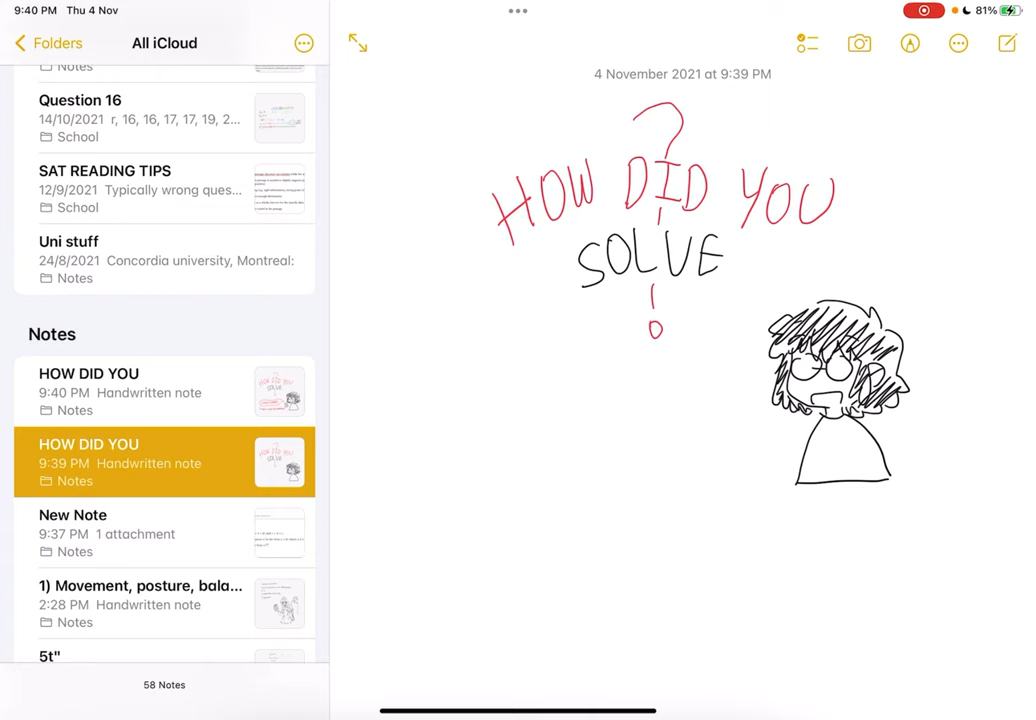 9:40 PM Thu 4 Nov
81%
Folders
All iCloud
Notes
Question 16
14/10/2021 r, 16, 16, 17, 17, 19, 2...
School
SAT READING TIPS
12/9/2021 Typically wrong ques...
School
Uni stuff
24/8/2021 Concordia university, Montreal:
Notes
Notes
HOW DID YOU
9:40 PM Handwritten note
Notes
HOW DID YOU
9:39 PM Handwritten note
Notes
New Note
9:37 PM 1 attachment
Notes
1) Movement, posture, bala...
2:28 PM Handwritten note
Notes
5t"
58 Notes
4 November 2021 at 9:39 PM
?
HOW DID YOU
SOLVE